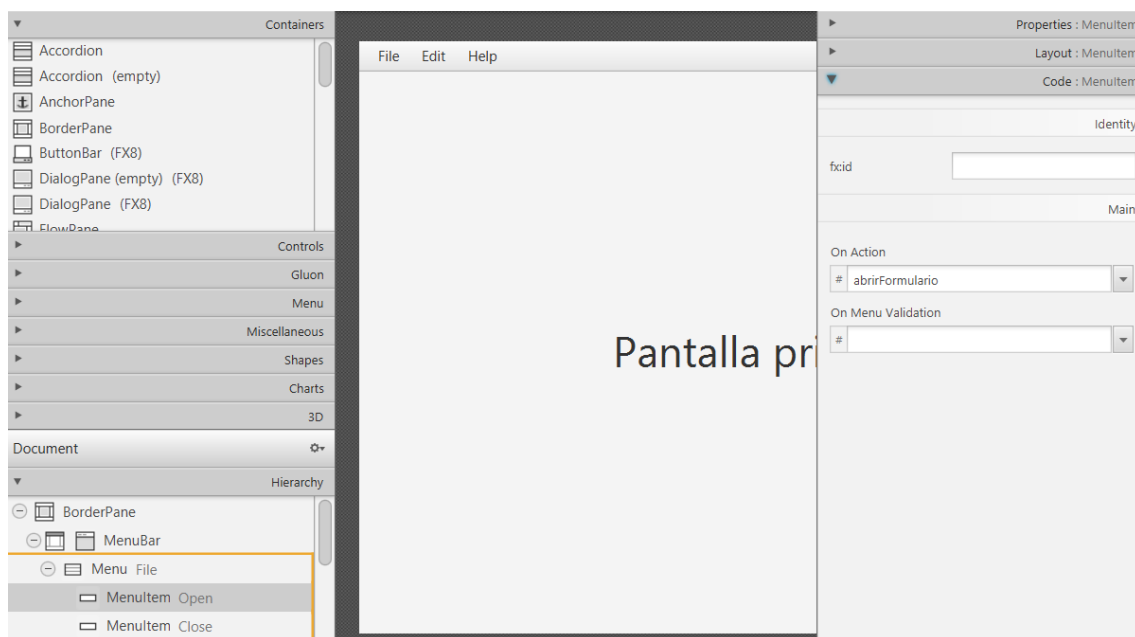 Containers
Accordion
Accordion (empty)
AnchorPane
BorderPane
ButtonBar (FX8)
DialogPane (empty) (FX8)
DialogPane (FX8)
FlowPane
Controls
Gluon
Menu
Miscellaneous
Shapes
Charts
3D
Document
Hierarchy
BorderPane
MenuBar
Menu File
MenuItem Open
MenuItem Close
File Edit Help
Pantalla pri
Properties : MenuItem
Layout : MenuItem
Code : MenuItem
Identity
fx:id
Main
On Action
# abrirFormulario
On Menu Validation
#